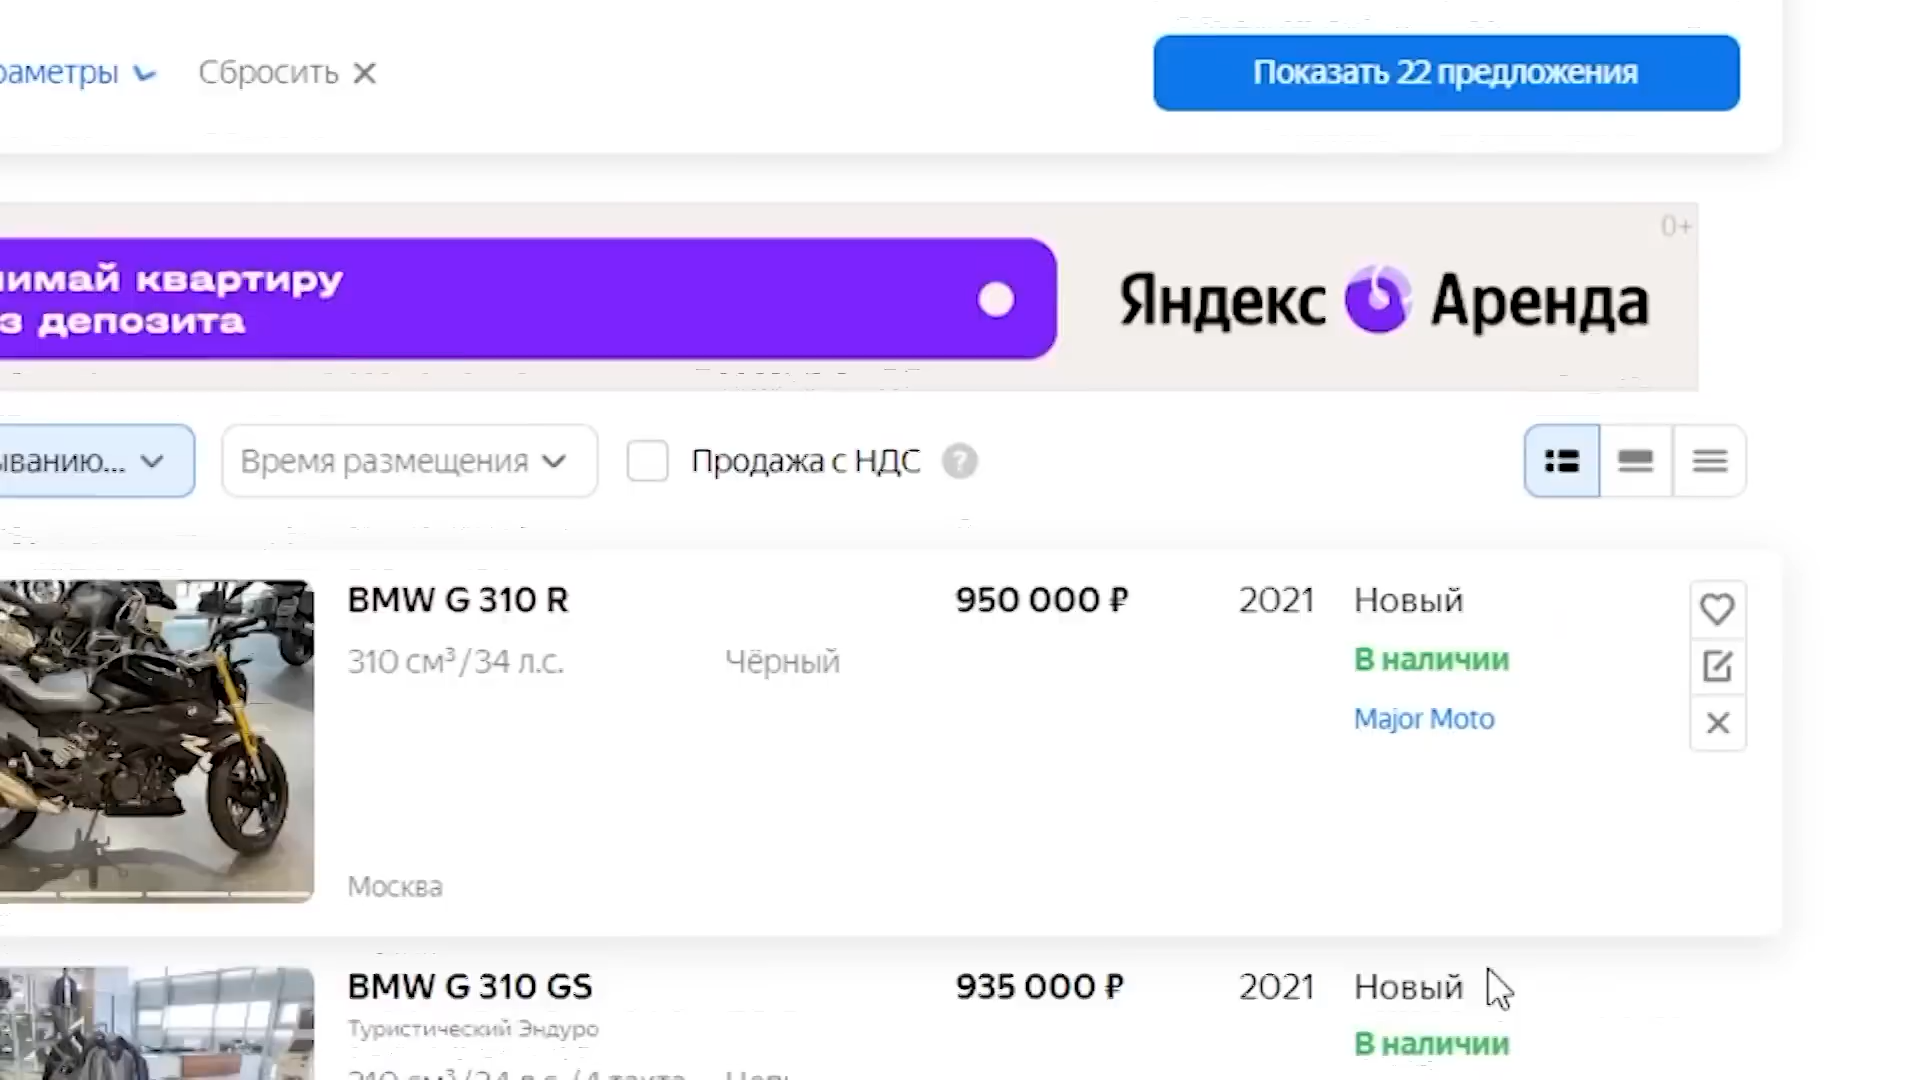 раметры
Сбросить
Показать 22 предложения
0+
нимай квартиру
з депозита
Яндекс Аренда
ыванию...
Время размещения
Продажа с НДС
?
BMW G 310 R
950 000 ₽
2021
Новый
310 см³/34 л.с.
Чёрный
В наличии
Major Moto
Москва
BMW G 310 GS
935 000 ₽
2021
Новый
Туристический Эндуро
В наличии